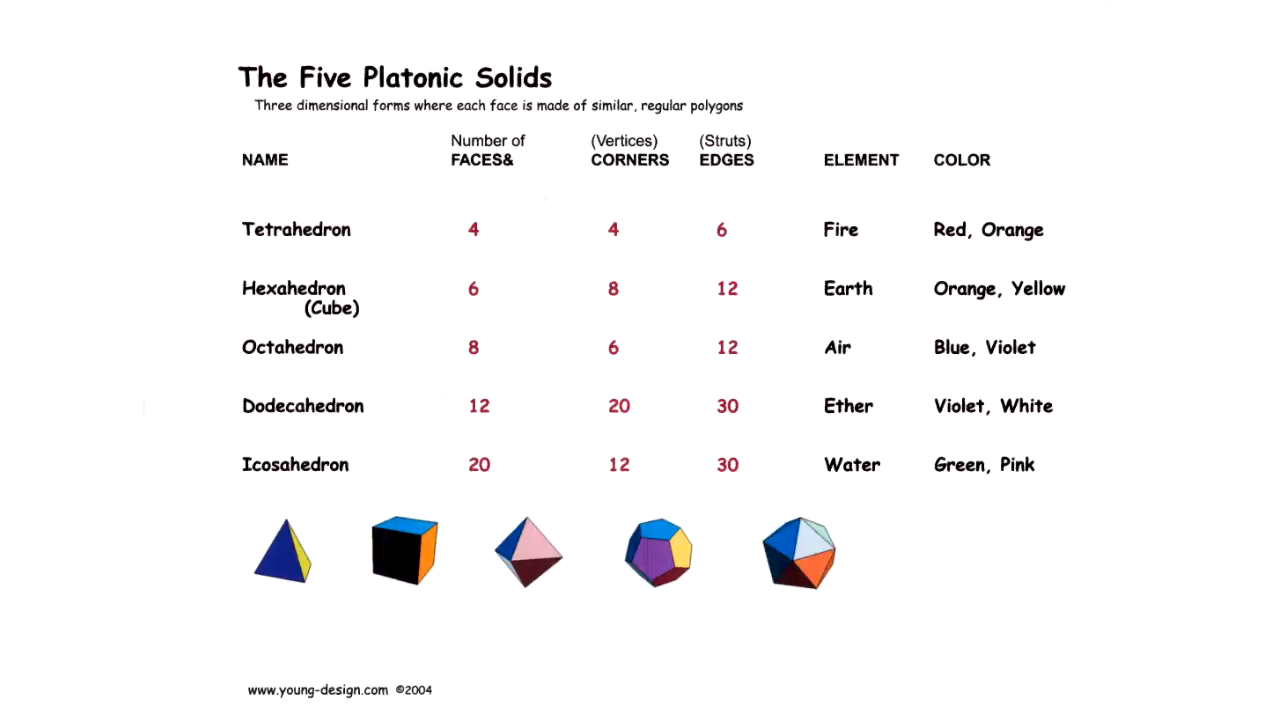 The Five Platonic Solids
Three dimensional forms where each face is made of similar, regular polygons
Number of (Vertices) (Struts)
NAME FACES& CORNERS EDGES ELEMENT COLOR
Tetrahedron 4 4 6 Fire Red, Orange
Hexahedron 6 8 12 Earth Orange, Yellow
(Cube)
Octahedron 8 6 12 Air Blue, Violet
Dodecahedron 12 20 30 Ether Violet, White
Icosahedron 20 12 30 Water Green, Pink
www.young-design.com ©2004